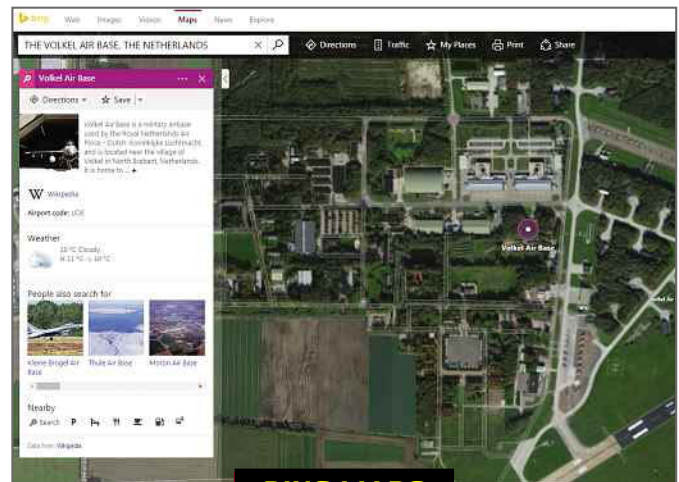 bing Web Images Videos Maps News Explore
THE VOLKEL AIR BASE, THE NETHERLANDS
Directions Traffic My Places Print Share
Volkel Air Base
Directions Save
Volkel Air Base is a military airbase
used by the Royal Netherlands Air
Force - Dutch: Koninklijke Luchtmacht
and is located near the village of
Volkel in North Brabant, Netherlands.
It is home to ... +
W Wikipedia
Airport code:
Weather
Cloudy
People also search for
Kleine Brogel Air Base
Thule Air Base
Moron Air Base
Nearby
Search P
Data from: Wikipedia
Volkel Air Base
Volkel Air